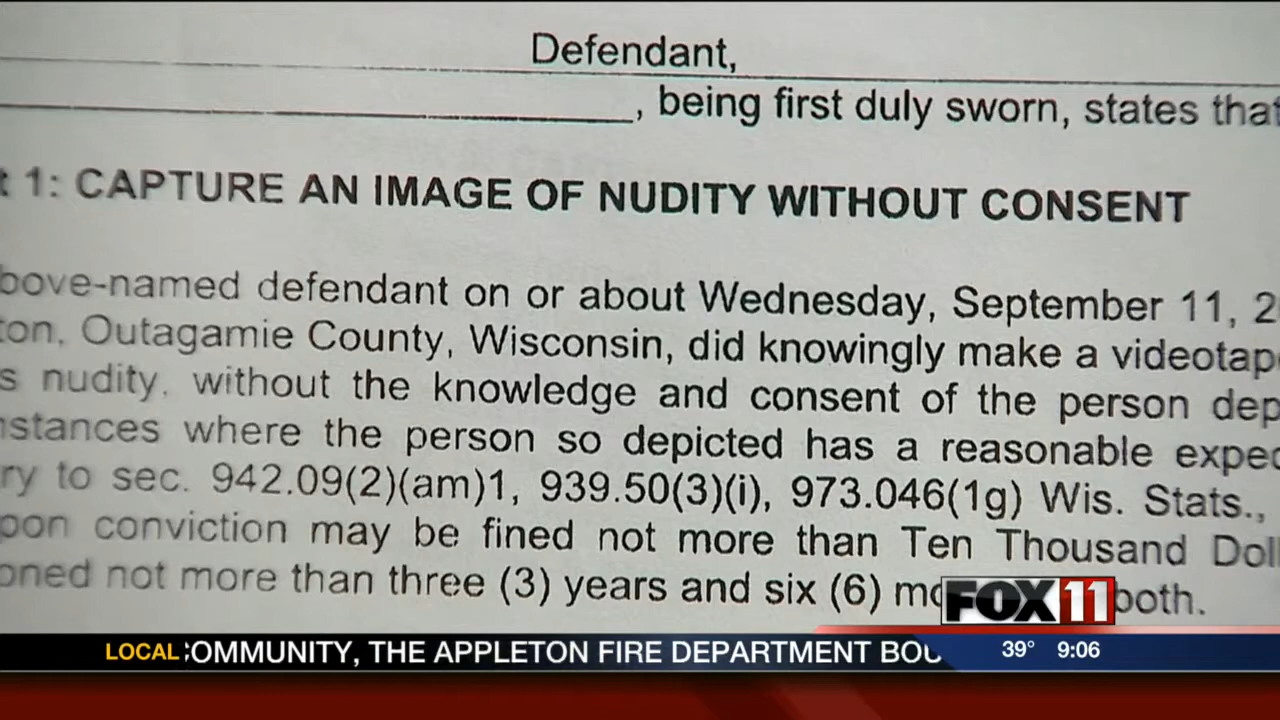 Defendant,
, being first duly sworn, states that
t 1: CAPTURE AN IMAGE OF NUDITY WITHOUT CONSENT
bove-named defendant on or about Wednesday, September 11, 2
ton, Outagamie County, Wisconsin, did knowingly make a videotap
s nudity, without the knowledge and consent of the person dep
nstances where the person so depicted has a reasonable expec
ry to sec. 942.09(2)(am)1, 939.50(3)(i), 973.046(1g) Wis. Stats.,
pon conviction may be fined not more than Ten Thousand Doll
oned not more than three (3) years and six (6) mo both.
FOX 11
LOCAL COMMUNITY, THE APPLETON FIRE DEPARTMENT BOU 39° 9:06